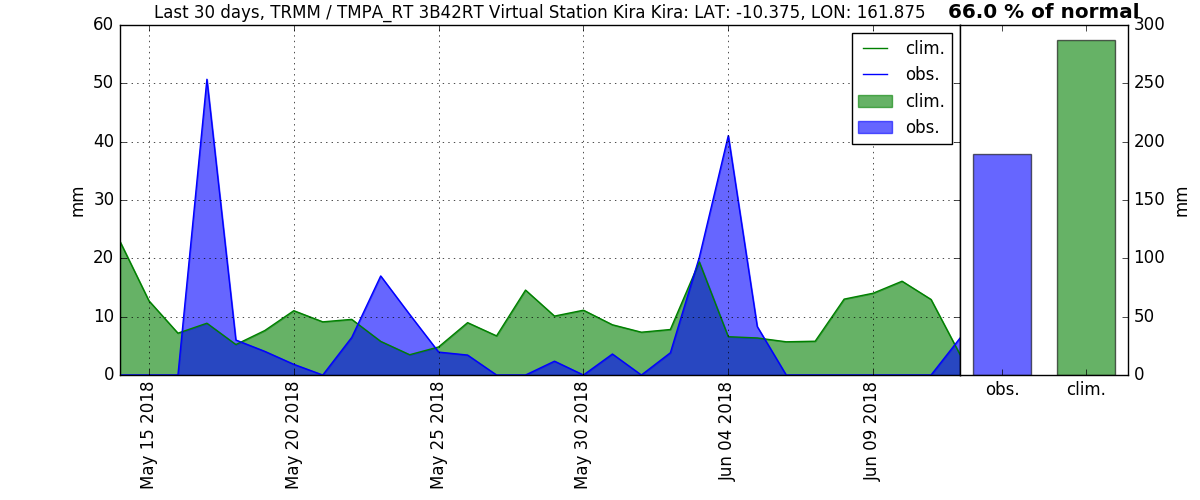 Last 30 days, TRMM / TMPA_RT 3B42RT Virtual Station Kira Kira: LAT: -10.375, LON: 161.875
66.0 % of normal
60
50
40
30
20
10
0
mm
clim.
obs.
clim.
obs.
300
250
200
150
100
50
0
mm
May 15 2018
May 20 2018
May 25 2018
May 30 2018
Jun 04 2018
Jun 09 2018
obs.
clim.